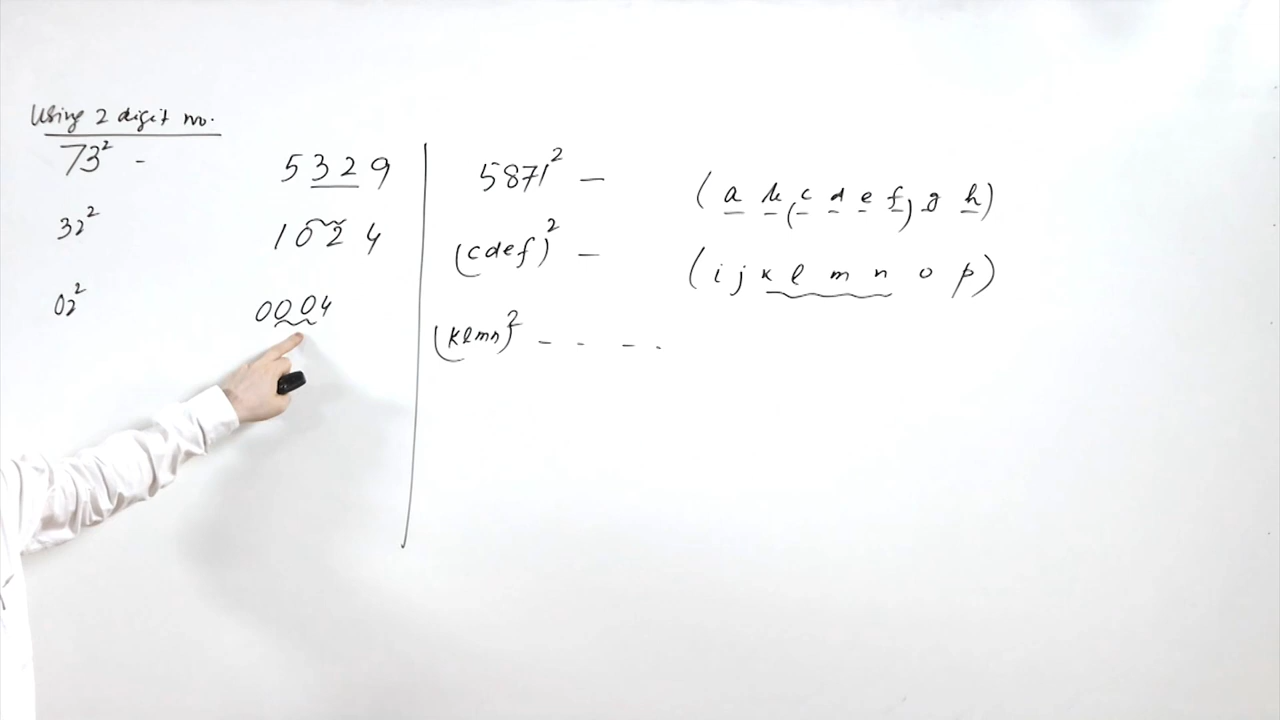 Using 2 digit no.
73² - 5329
32² 1024
02² 0004
5871² — (a b c d e f g h)
(cdef)² — (i j k l m n o p)
(klmn)² - - - -